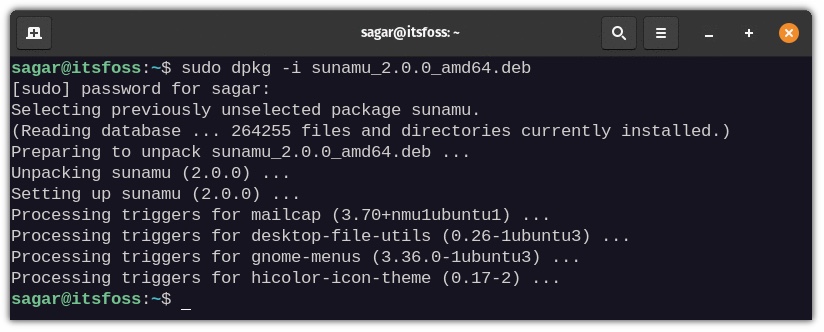 sagar@itsfoss: ~
sagar@itsfoss:~$ sudo dpkg -i sunamu_2.0.0_amd64.deb
[sudo] password for sagar:
Selecting previously unselected package sunamu.
(Reading database ... 264255 files and directories currently installed.)
Preparing to unpack sunamu_2.0.0_amd64.deb ...
Unpacking sunamu (2.0.0) ...
Setting up sunamu (2.0.0) ...
Processing triggers for mailcap (3.70+nmu1ubuntu1) ...
Processing triggers for desktop-file-utils (0.26-1ubuntu3) ...
Processing triggers for gnome-menus (3.36.0-1ubuntu3) ...
Processing triggers for hicolor-icon-theme (0.17-2) ...
sagar@itsfoss:~$ _